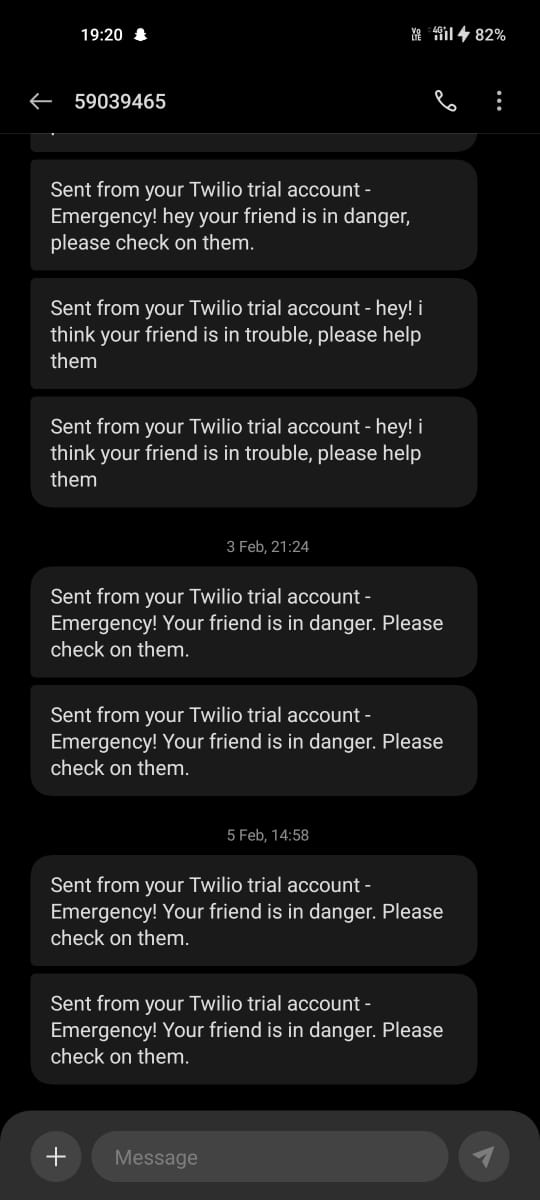 19:20
Vo LTE 4G+ 82%
59039465
Sent from your Twilio trial account -
Emergency! hey your friend is in danger,
please check on them.
Sent from your Twilio trial account - hey! i
think your friend is in trouble, please help
them
Sent from your Twilio trial account - hey! i
think your friend is in trouble, please help
them
3 Feb, 21:24
Sent from your Twilio trial account -
Emergency! Your friend is in danger. Please
check on them.
Sent from your Twilio trial account -
Emergency! Your friend is in danger. Please
check on them.
5 Feb, 14:58
Sent from your Twilio trial account -
Emergency! Your friend is in danger. Please
check on them.
Sent from your Twilio trial account -
Emergency! Your friend is in danger. Please
check on them.
Message